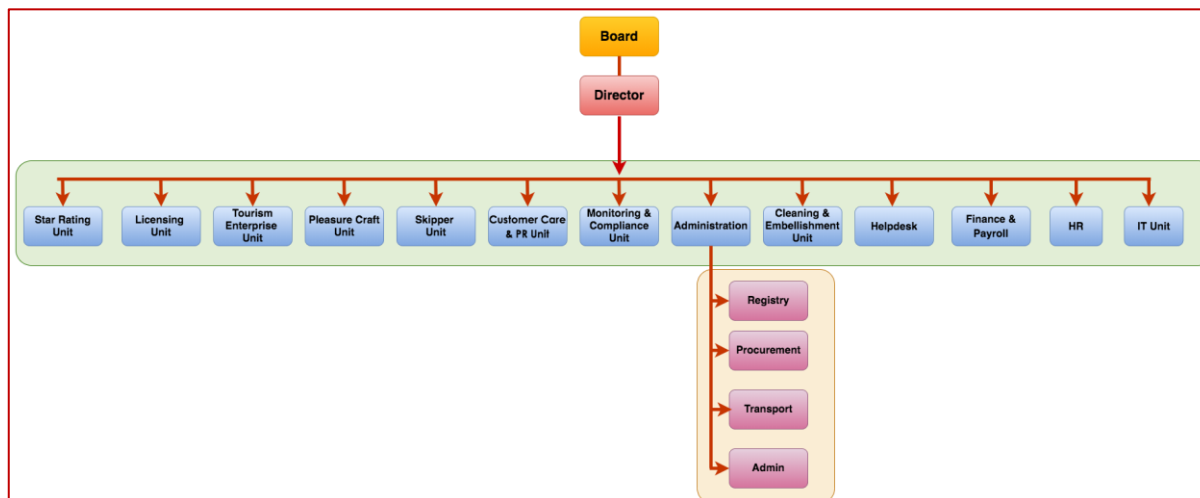 Board
Director
Star Rating
Unit
Licensing
Unit
Tourism
Enterprise
Unit
Pleasure Craft
Unit
Skipper
Unit
Customer Care
& PR Unit
Monitoring &
Compliance
Unit
Administration
Cleaning &
Embellishment
Unit
Helpdesk
Finance &
Payroll
HR
IT Unit
Registry
Procurement
Transport
Admin